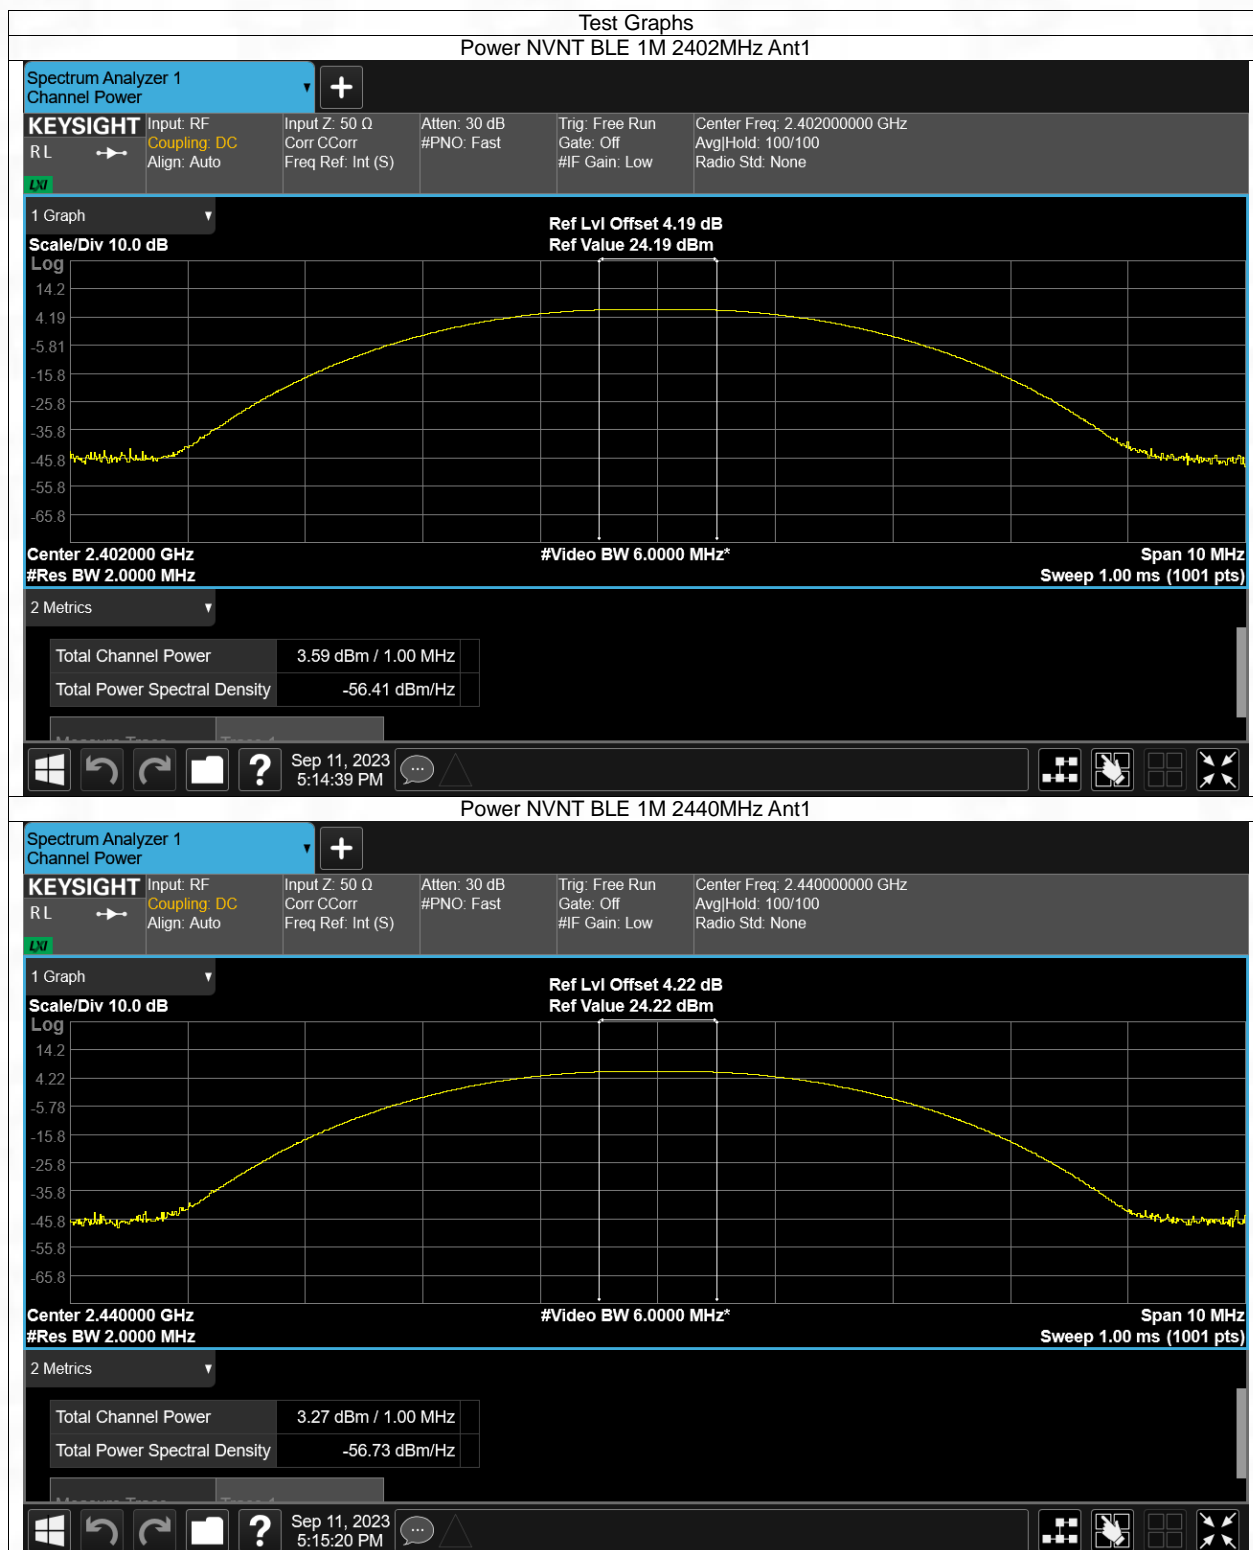 Test Graphs
Power NVNT BLE 1M 2402MHz Ant1
Spectrum Analyzer 1
Channel Power
KEYSIGHT
RL
LXI
Input: RF
Coupling: DC
Align: Auto
Input Z: 50 Ω
Corr CCorr
Freq Ref: Int (S)
Atten: 30 dB
#PNO: Fast
Trig: Free Run
Gate: Off
#IF Gain: Low
Center Freq: 2.402000000 GHz
Avg|Hold: 100/100
Radio Std: None
1 Graph
Scale/Div 10.0 dB
Ref Lvl Offset 4.19 dB
Ref Value 24.19 dBm
Log
14.2
4.19
-5.81
-15.8
-25.8
-35.8
-45.8
-55.8
-65.8
Center 2.402000 GHz
#Video BW 6.0000 MHz*
Span 10 MHz
#Res BW 2.0000 MHz
Sweep 1.00 ms (1001 pts)
2 Metrics
Total Channel Power 3.59 dBm / 1.00 MHz
Total Power Spectral Density -56.41 dBm/Hz
Measure Trace Trace 1
Sep 11, 2023
5:14:39 PM
Power NVNT BLE 1M 2440MHz Ant1
Spectrum Analyzer 1
Channel Power
KEYSIGHT
RL
LXI
Input: RF
Coupling: DC
Align: Auto
Input Z: 50 Ω
Corr CCorr
Freq Ref: Int (S)
Atten: 30 dB
#PNO: Fast
Trig: Free Run
Gate: Off
#IF Gain: Low
Center Freq: 2.440000000 GHz
Avg|Hold: 100/100
Radio Std: None
1 Graph
Scale/Div 10.0 dB
Ref Lvl Offset 4.22 dB
Ref Value 24.22 dBm
Log
14.2
4.22
-5.78
-15.8
-25.8
-35.8
-45.8
-55.8
-65.8
Center 2.440000 GHz
#Video BW 6.0000 MHz*
Span 10 MHz
#Res BW 2.0000 MHz
Sweep 1.00 ms (1001 pts)
2 Metrics
Total Channel Power 3.27 dBm / 1.00 MHz
Total Power Spectral Density -56.73 dBm/Hz
Sep 11, 2023
5:15:20 PM